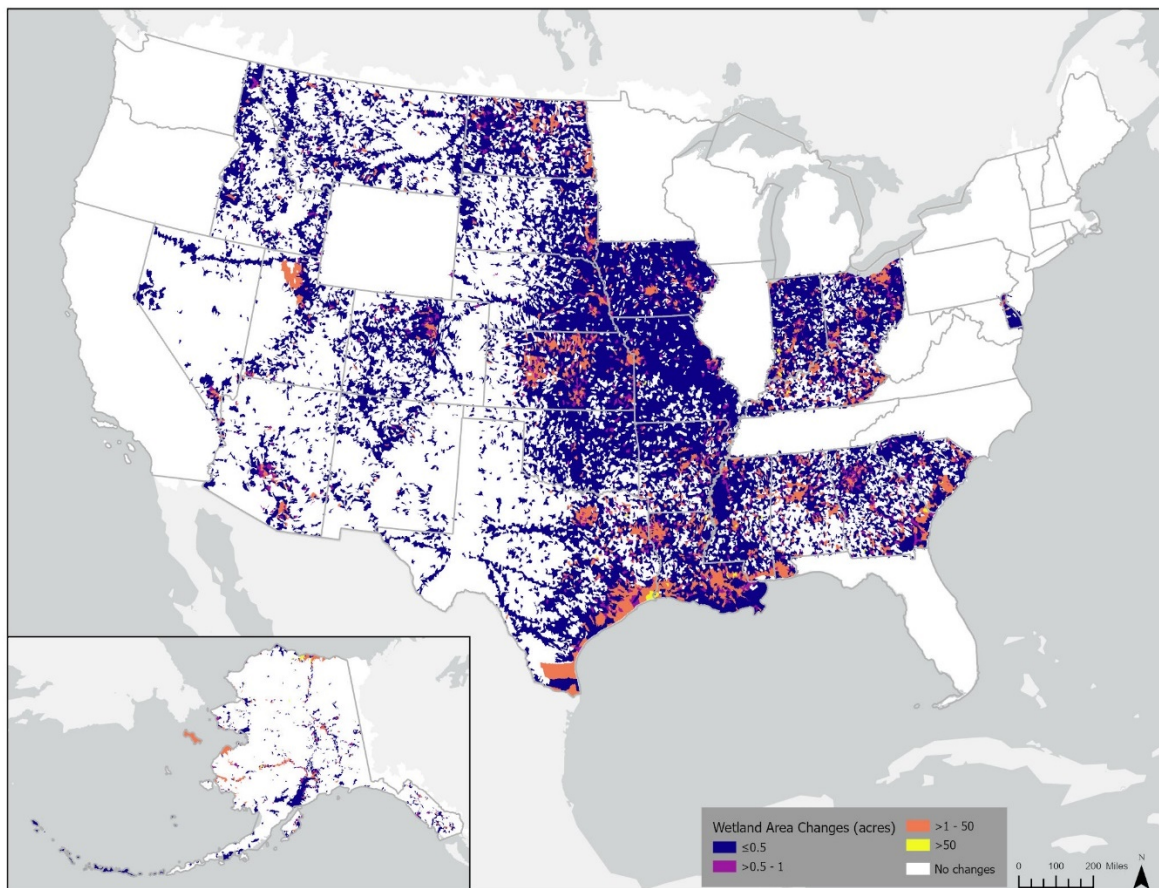 Wetland Area Changes (acres)
≤0.5
>0.5 - 1
>1 - 50
>50
No changes
0 100 200 Miles
N